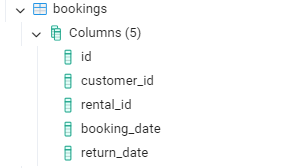 bookings
Columns (5)
id
customer_id
rental_id
booking_date
return_date